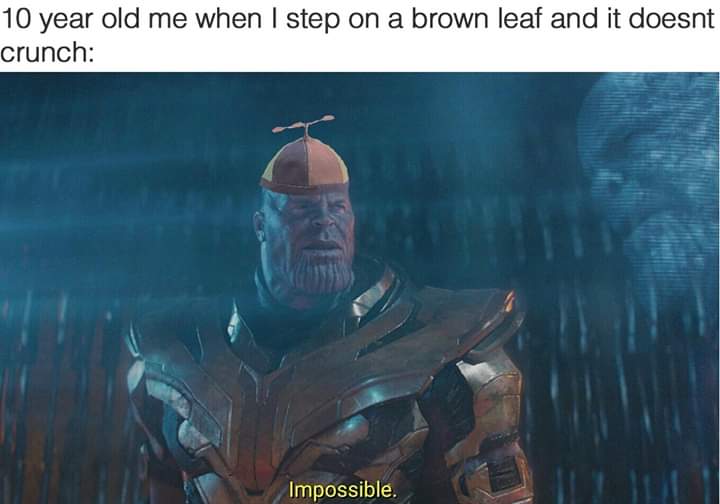 10 year old me when I step on a brown leaf and it doesnt
crunch:
Impossible.